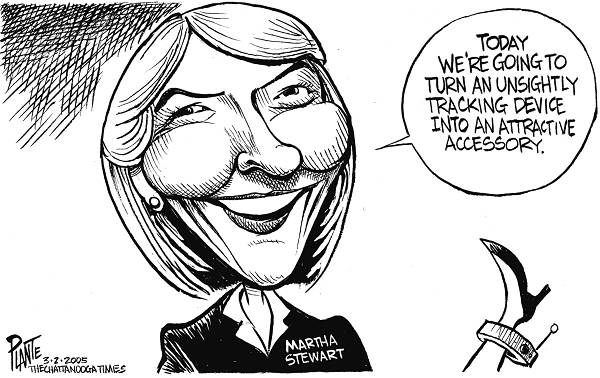 TODAY
WE'RE GOING TO
TURN AN UNSIGHTLY
TRACKING DEVICE
INTO AN ATTRACTIVE
ACCESSORY.
MARTHA
STEWART
PLANTE
3-2-2005
THECHATTANOOGATIMES